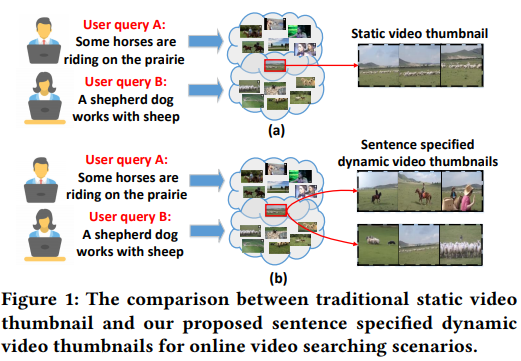 User query A:
Some horses are
riding on the prairie
User query B:
A shepherd dog
works with sheep
Static video thumbnail
(a)
User query A:
Some horses are
riding on the prairie
User query B:
A shepherd dog
works with sheep
Sentence specified
dynamic video thumbnails
(b)
Figure 1: The comparison between traditional static video
thumbnail and our proposed sentence specified dynamic
video thumbnails for online video searching scenarios.